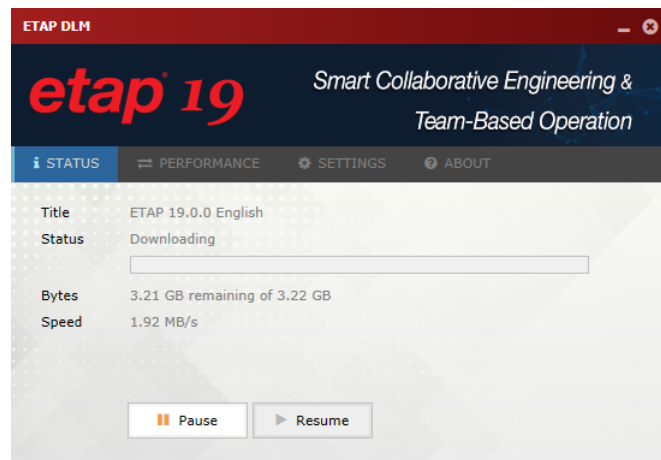 ETAP DLM
etap 19
Smart Collaborative Engineering &
Team-Based Operation
STATUS PERFORMANCE SETTINGS ABOUT
Title ETAP 19.0.0 English
Status Downloading
Bytes 3.21 GB remaining of 3.22 GB
Speed 1.92 MB/s
Pause Resume